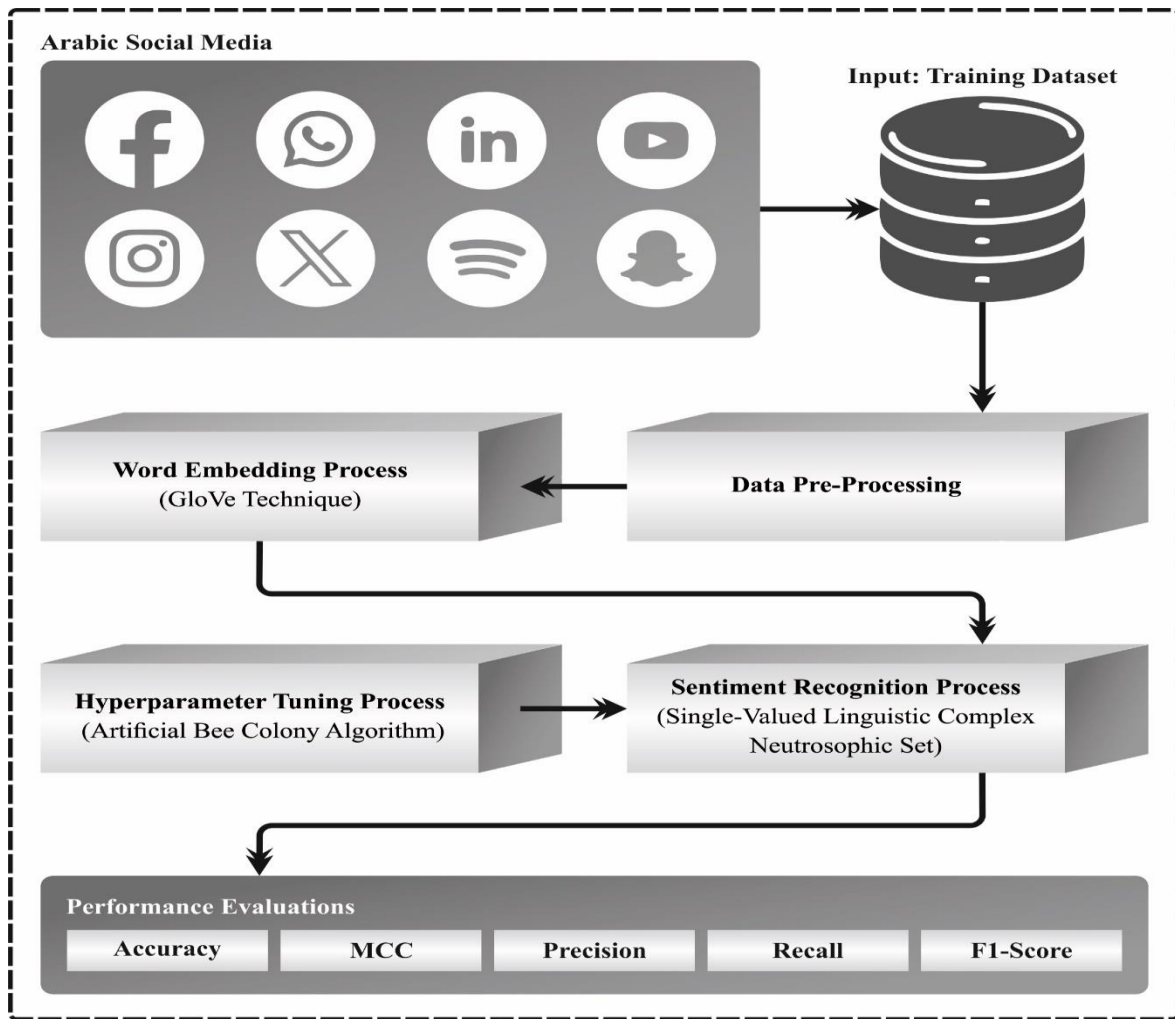 Arabic Social Media
Input: Training Dataset
f
in
X
Word Embedding Process
(GloVe Technique)
Data Pre-Processing
Hyperparameter Tuning Process
(Artificial Bee Colony Algorithm)
Sentiment Recognition Process
(Single-Valued Linguistic Complex
Neutrosophic Set)
Performance Evaluations
Accuracy
MCC
Precision
Recall
F1-Score